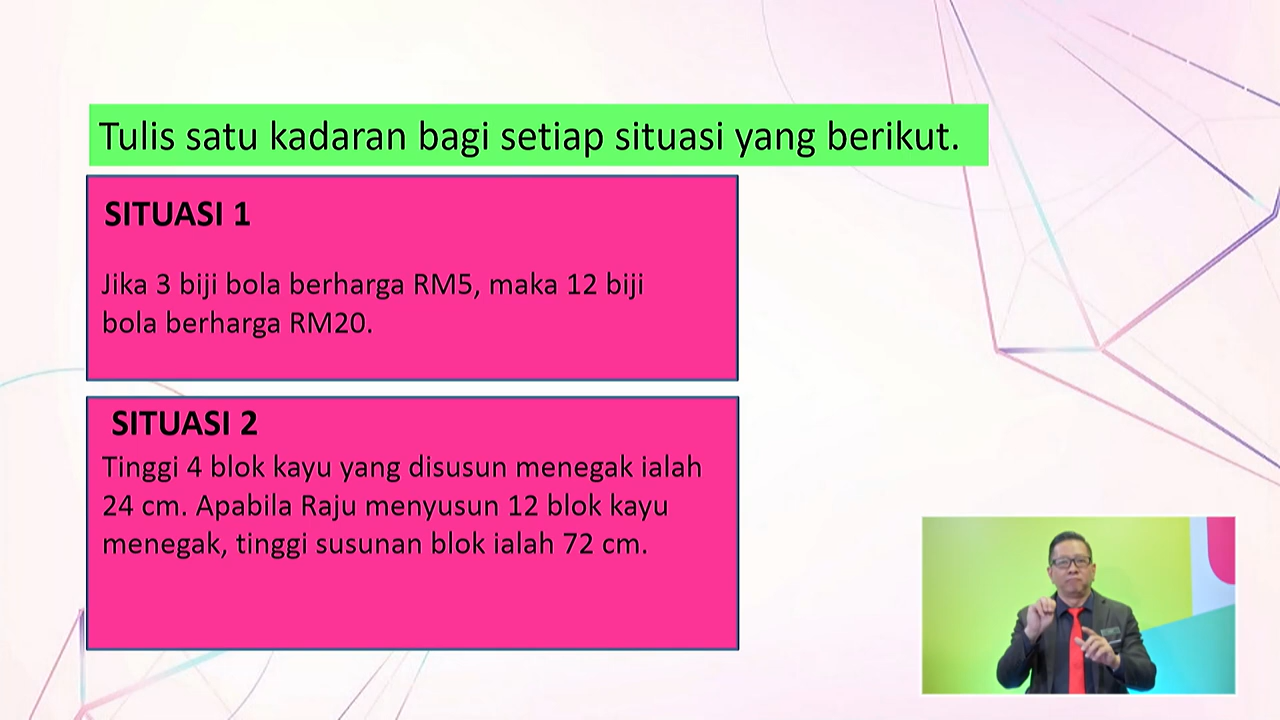 Tulis satu kadaran bagi setiap situasi yang berikut.
SITUASI 1
Jika 3 biji bola berharga RM5, maka 12 biji
bola berharga RM20.
SITUASI 2
Tinggi 4 blok kayu yang disusun menegak ialah
24 cm. Apabila Raju menyusun 12 blok kayu
menegak, tinggi susunan blok ialah 72 cm.